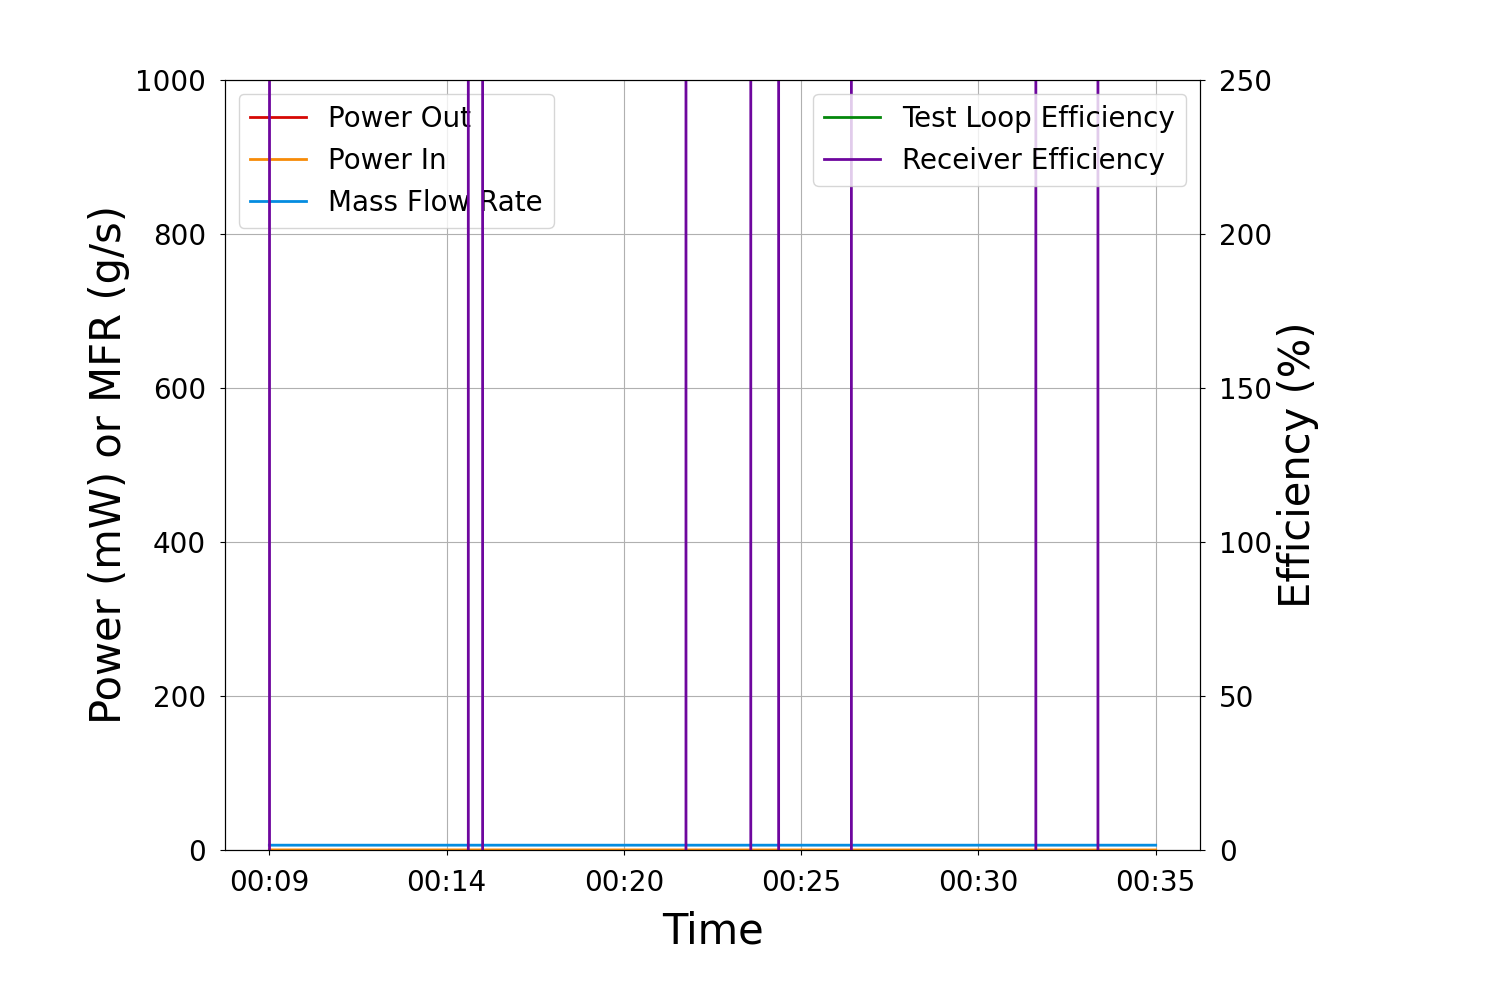 1000
800
600
400
200
0
Power (mW) or MFR (g/s)
Power Out
Power In
Mass Flow Rate
Test Loop Efficiency
Receiver Efficiency
250
200
150
100
50
0
Efficiency (%)
00:09 00:14 00:20 00:25 00:30 00:35
Time